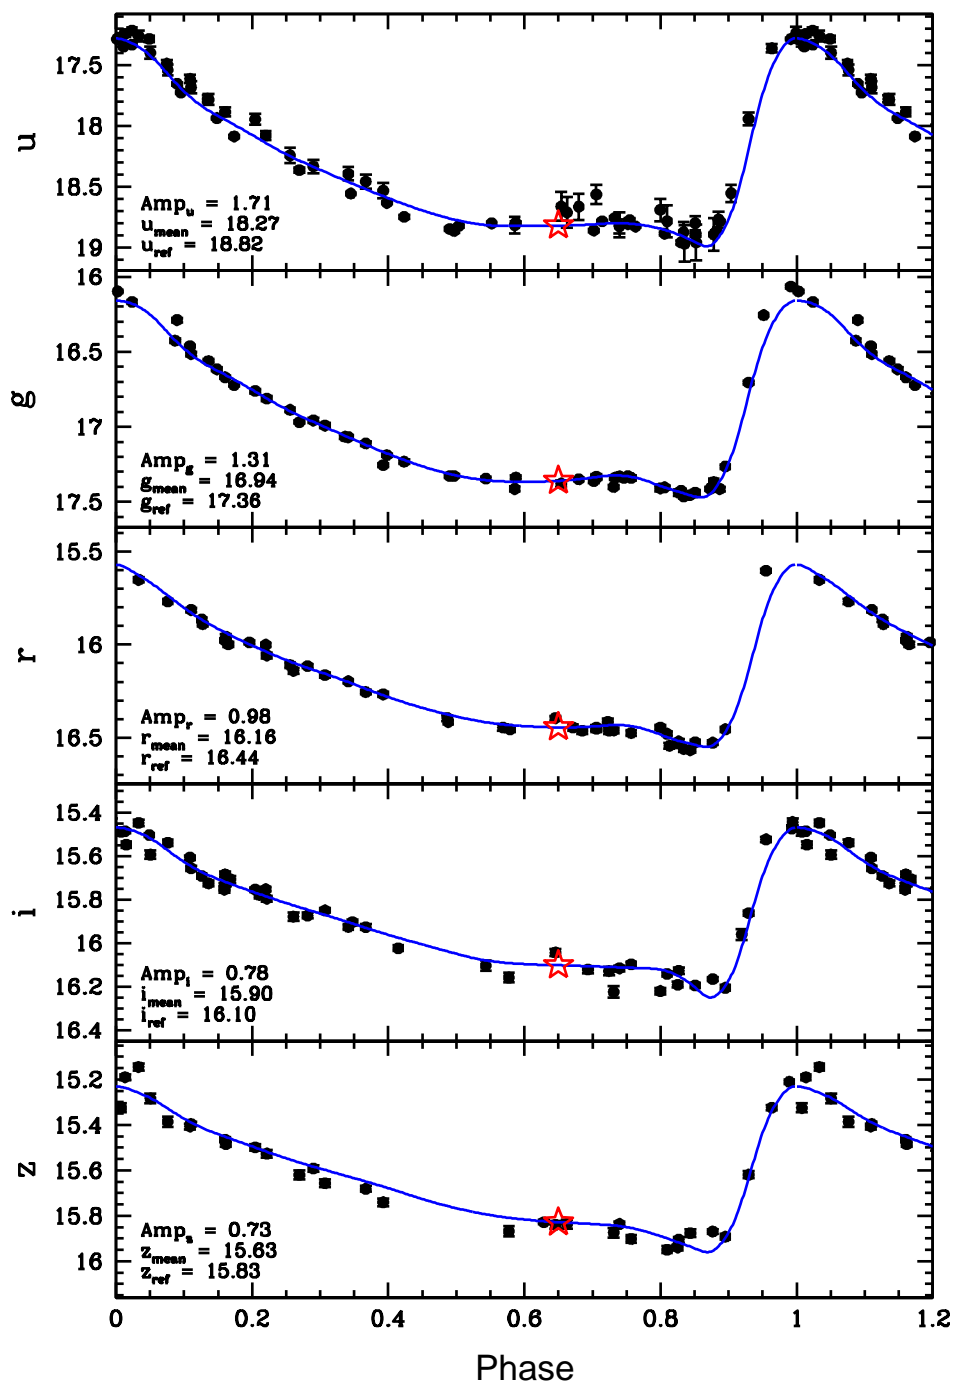 17.5
18
18.5
19
u
Amp_u = 1.71
u_mean = 18.27
u_ref = 18.82
16
16.5
17
17.5
g
Amp_g = 1.31
g_mean = 16.94
g_ref = 17.36
15.5
16
16.5
r
Amp_r = 0.98
r_mean = 16.16
r_ref = 16.44
15.4
15.6
15.8
16
16.2
16.4
i
Amp_i = 0.78
i_mean = 15.90
i_ref = 16.10
15.2
15.4
15.6
15.8
16
z
Amp_z = 0.73
z_mean = 15.63
z_ref = 15.83
0 0.2 0.4 0.6 0.8 1 1.2
Phase